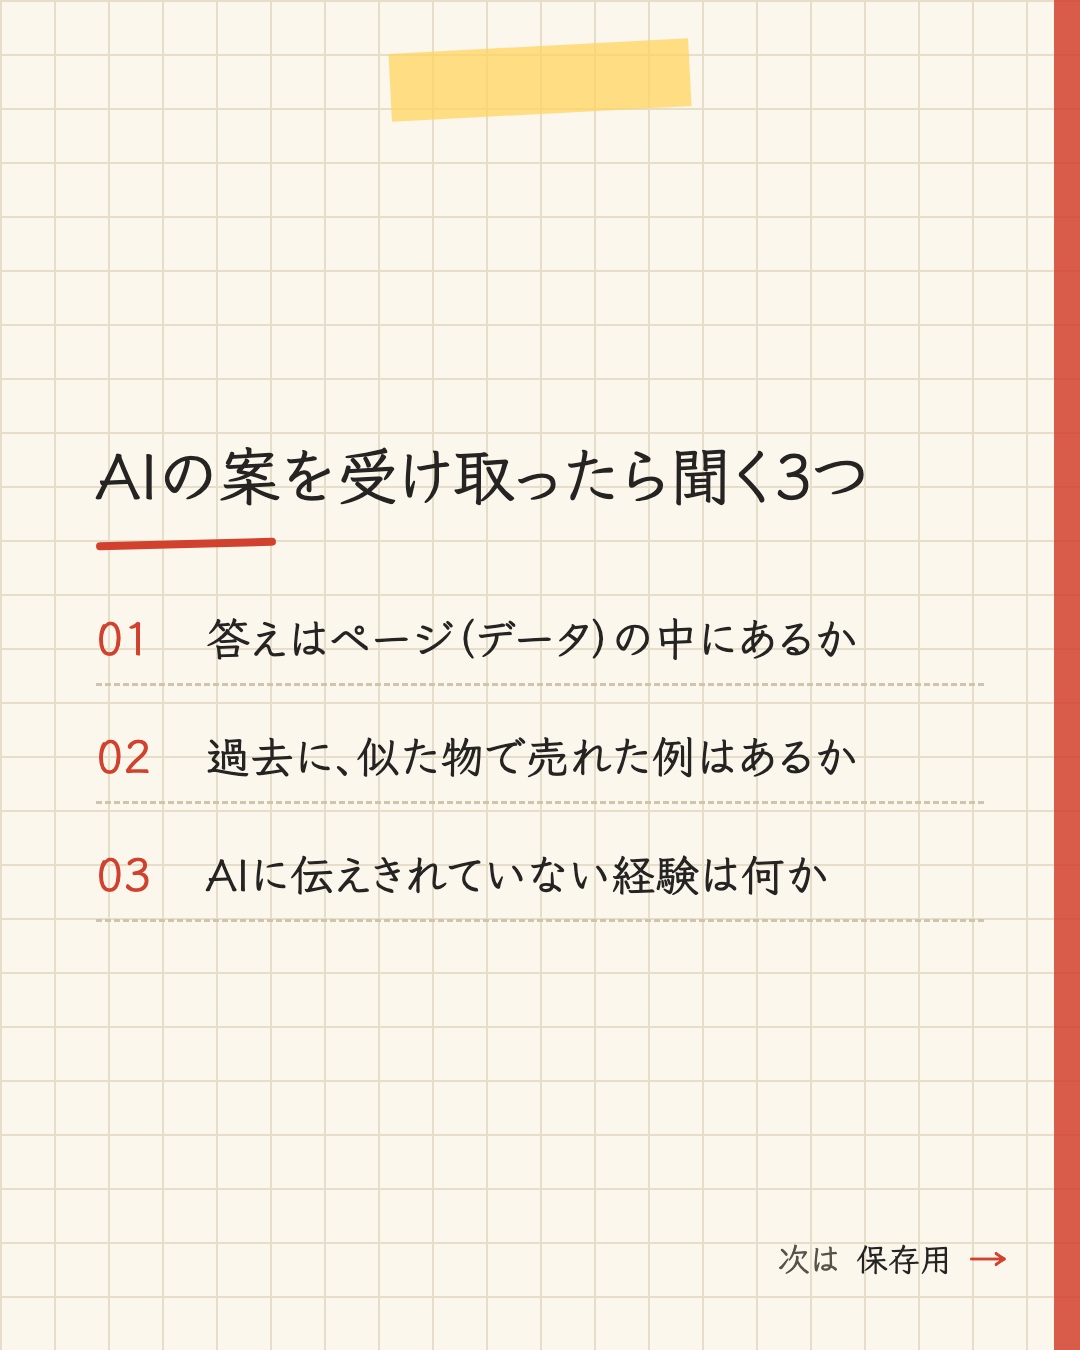 AIの案を受け取ったら聞く3つ
01 答えはページ(データ)の中にあるか
02 過去に、似た物で売れた例はあるか
03 AIに伝えきれていない経験は何か
次は 保存用 →